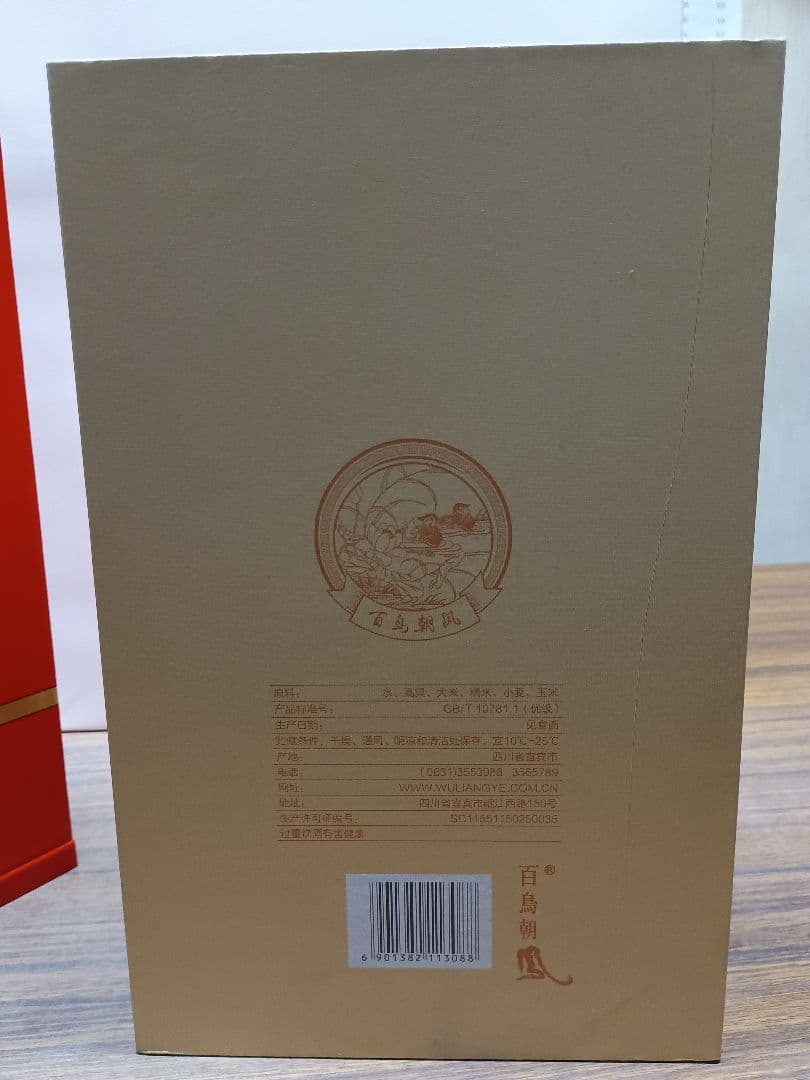 百鸟朝凤
原料： 水、高粱、大米、糯米、小麦、玉米
产品标准号： GB/T 10781.1（优级）
生产日期： 见盒面
贮藏条件：干燥、通风、阴凉和清洁处保存，宜10℃-25℃
产地： 四川省宜宾市
电话： (0831)3553988 3565789
网址： WWW.WULIANGYE.COM.CN
地址： 四川省宜宾市岷江西路150号
生产许可证编号： SC11551150250035
过量饮酒有害健康
百鳥朝鳳®
6 901382 113088